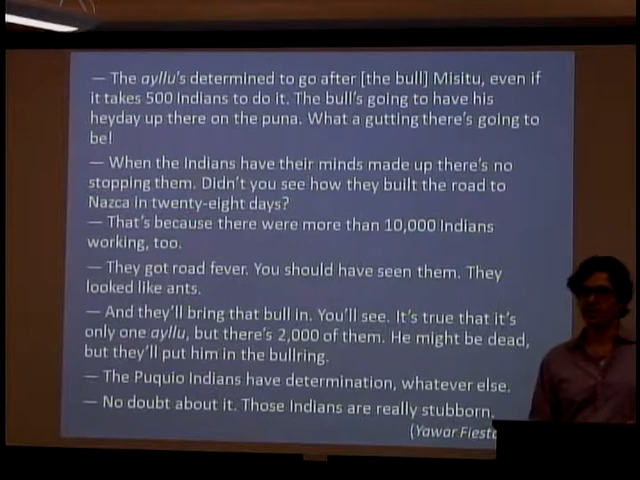 — The ayllu's determined to go after [the bull] Misitu, even if
it takes 500 Indians to do it. The bull's going to have his
heyday up there on the puna. What a gutting there's going to
be!
— When the Indians have their minds made up there's no
stopping them. Didn't you see how they built the road to
Nazca in twenty-eight days?
— That's because there were more than 10,000 Indians
working, too.
— They got road fever. You should have seen them. They
looked like ants.
— And they'll bring that bull in. You'll see. It's true that it's
only one ayllu, but there's 2,000 of them. He might be dead,
but they'll put him in the bullring.
— The Puquio Indians have determination, whatever else.
— No doubt about it. Those Indians are really stubborn.
(Yawar Fiesta